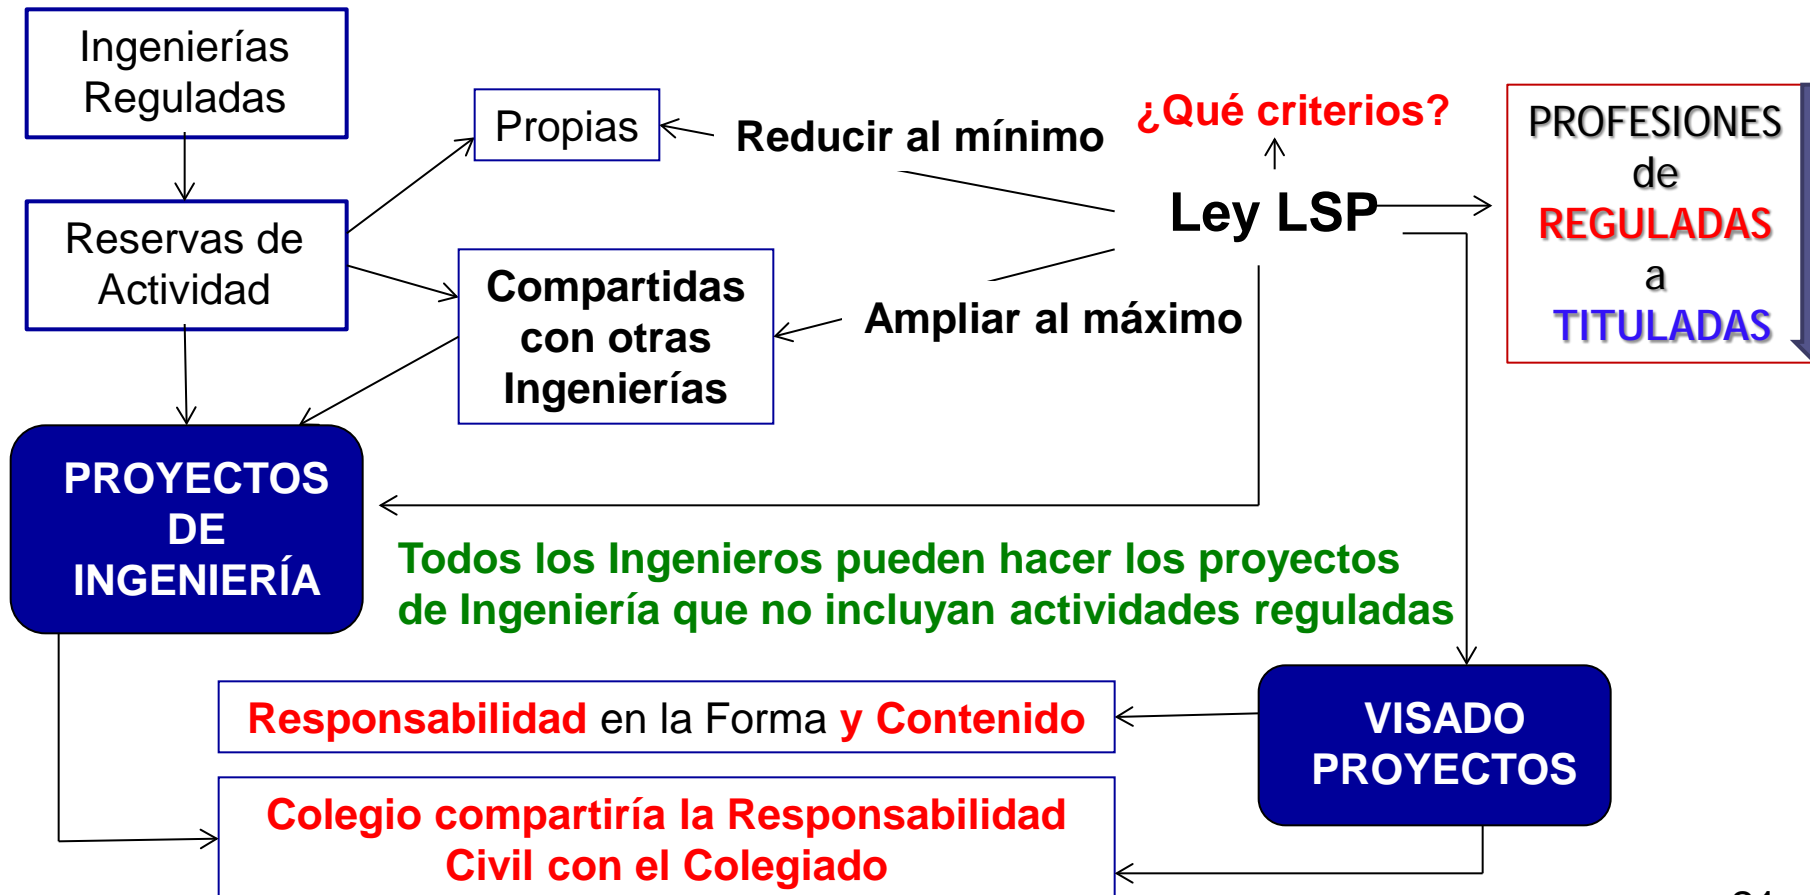 Ingenierías
Reguladas
Propias
Reducir al mínimo
¿Qué criterios?
PROFESIONES
de
REGULADAS
a
TITULADAS
Reservas de
Actividad
Ley LSP
Compartidas
con otras
Ingenierías
Ampliar al máximo
PROYECTOS
DE
INGENIERÍA
Todos los Ingenieros pueden hacer los proyectos
de Ingeniería que no incluyan actividades reguladas
Responsabilidad en la Forma y Contenido
VISADO
PROYECTOS
Colegio compartiría la Responsabilidad
Civil con el Colegiado